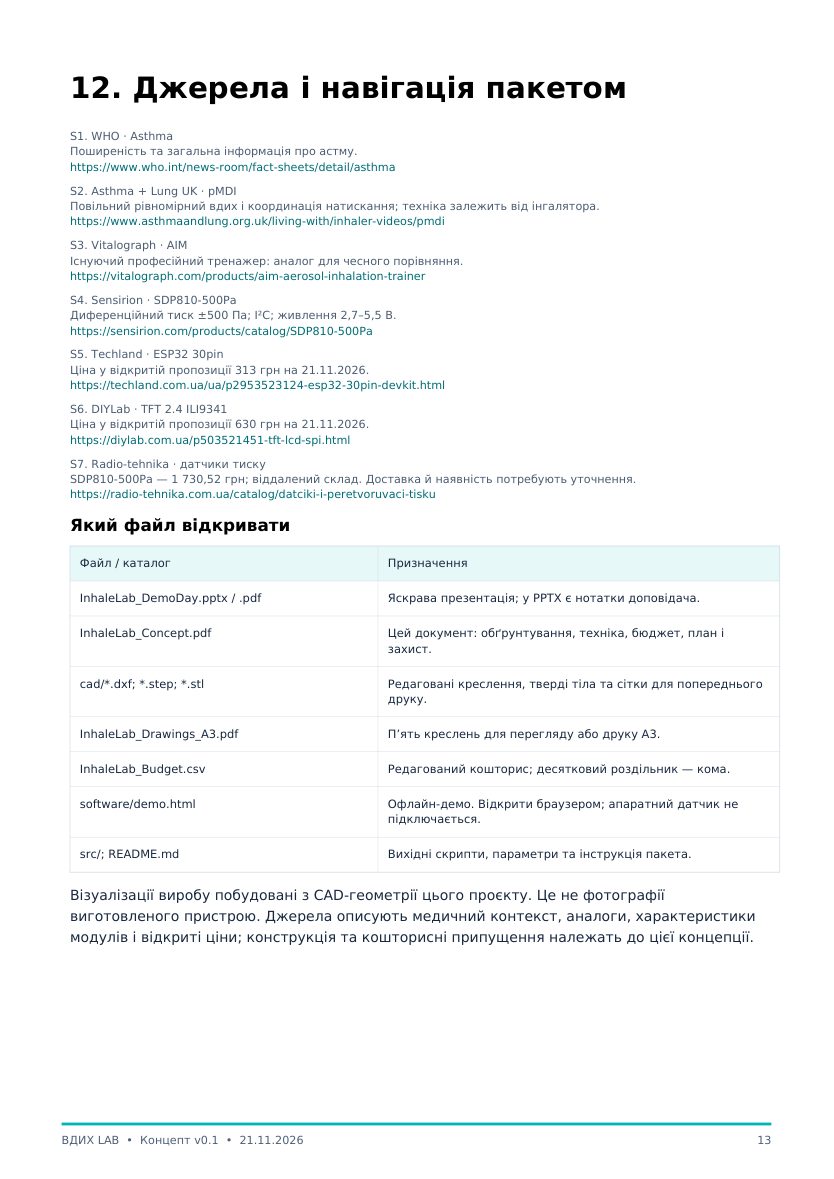 12. Джерела і навігація пакетом
S1. WHO · Asthma
Поширеність та загальна інформація про астму.
https://www.who.int/news-room/fact-sheets/detail/asthma
S2. Asthma + Lung UK · pMDI
Повільний рівномірний вдих і координація натискання; техніка залежить від інгалятора.
https://www.asthmaandlung.org.uk/living-with/inhaler-videos/pmdi
S3. Vitalograph · AIM
Існуючий професійний тренажер: аналог для чесного порівняння.
https://vitalograph.com/products/aim-aerosol-inhalation-trainer
S4. Sensirion · SDP810-500Pa
Диференційний тиск ±500 Па; I²C; живлення 2,7–5,5 В.
https://sensirion.com/products/catalog/SDP810-500Pa
S5. Techland · ESP32 30pin
Ціна у відкритій пропозиції 313 грн на 21.11.2026.
https://techland.com.ua/ua/p2953523124-esp32-30pin-devkit.html
S6. DIYLab · TFT 2.4 ILI9341
Ціна у відкритій пропозиції 630 грн на 21.11.2026.
https://diylab.com.ua/p503521451-tft-lcd-spi.html
S7. Radio-tehnika · датчики тиску
SDP810-500Pa — 1 730,52 грн; віддалений склад. Доставка й наявність потребують уточнення.
https://radio-tehnika.com.ua/catalog/datciki-i-peretvoruvaci-tisku
Який файл відкривати
Файл / каталог
Призначення
InhaleLab_DemoDay.pptx / .pdf
Яскрава презентація; у PPTX є нотатки доповідача.
InhaleLab_Concept.pdf
Цей документ: обґрунтування, техніка, бюджет, план і
захист.
cad/*.dxf; *.step; *.stl
Редаговані креслення, тверді тіла та сітки для попереднього
друку.
InhaleLab_Drawings_A3.pdf
П’ять креслень для перегляду або друку A3.
InhaleLab_Budget.csv
Редагований кошторис; десятковий роздільник — кома.
software/demo.html
Офлайн-демо. Відкрити браузером; апаратний датчик не
підключається.
src/; README.md
Вихідні скрипти, параметри та інструкція пакета.
Візуалізації виробу побудовані з CAD-геометрії цього проєкту. Це не фотографії
виготовленого пристрою. Джерела описують медичний контекст, аналоги, характеристики
модулів і відкриті ціни; конструкція та кошторисні припущення належать до цієї концепції.
ВДИХ LAB • Концепт v0.1 • 21.11.2026
13